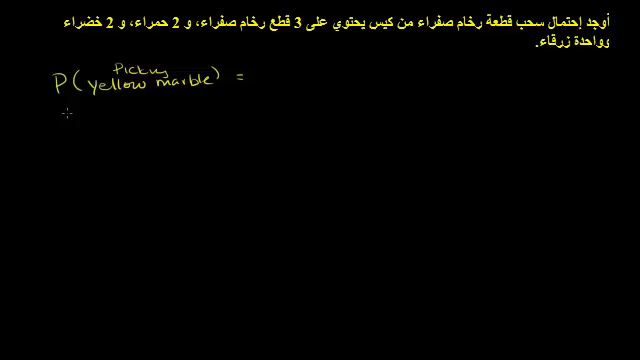 أوجد إحتمال سحب قطعة رخام صفراء من كيس يحتوي على 3 قطع رخام صفراء، و 2 حمراء، و 2 خضراء
وواحدة زرقاء.
Picking
P( yellow marble) =